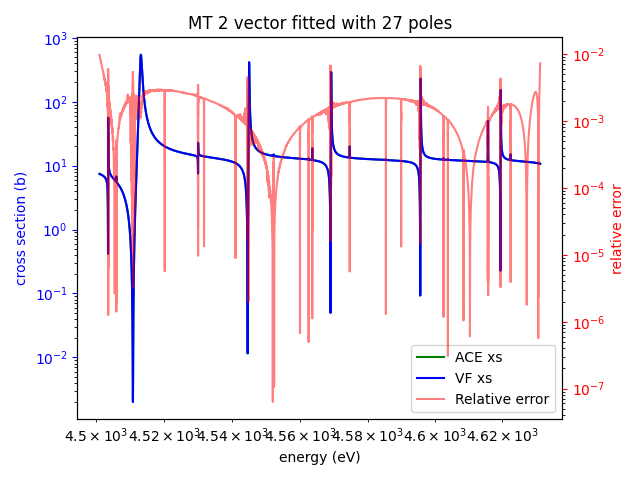 MT 2 vector fitted with 27 poles
10³
10²
10¹
10⁰
10⁻¹
10⁻²
cross section (b)
10⁻²
10⁻³
10⁻⁴
10⁻⁵
10⁻⁶
10⁻⁷
relative error
ACE xs
VF xs
Relative error
4.5 × 10³ 4.52 × 10³ 4.54 × 10³ 4.56 × 10³ 4.58 × 10³ 4.6 × 10³ 4.62 × 10³
energy (eV)